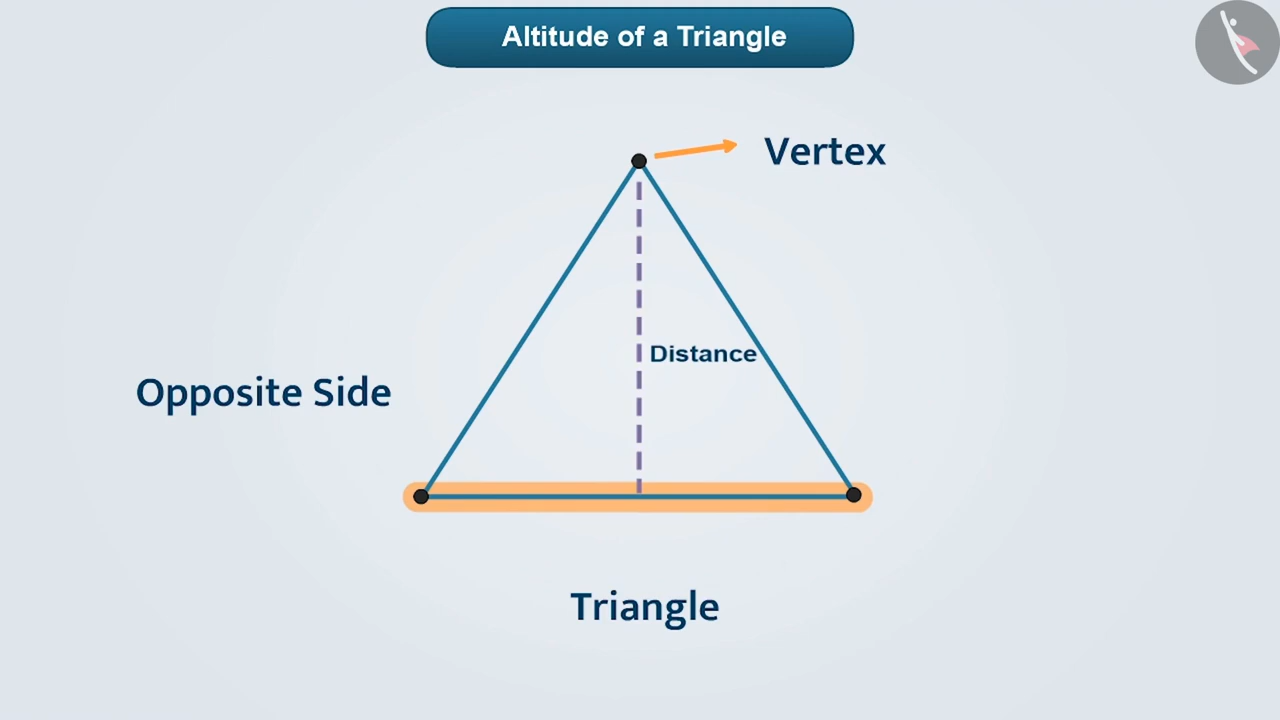 Altitude of a Triangle
Vertex
Distance
Opposite Side
Triangle